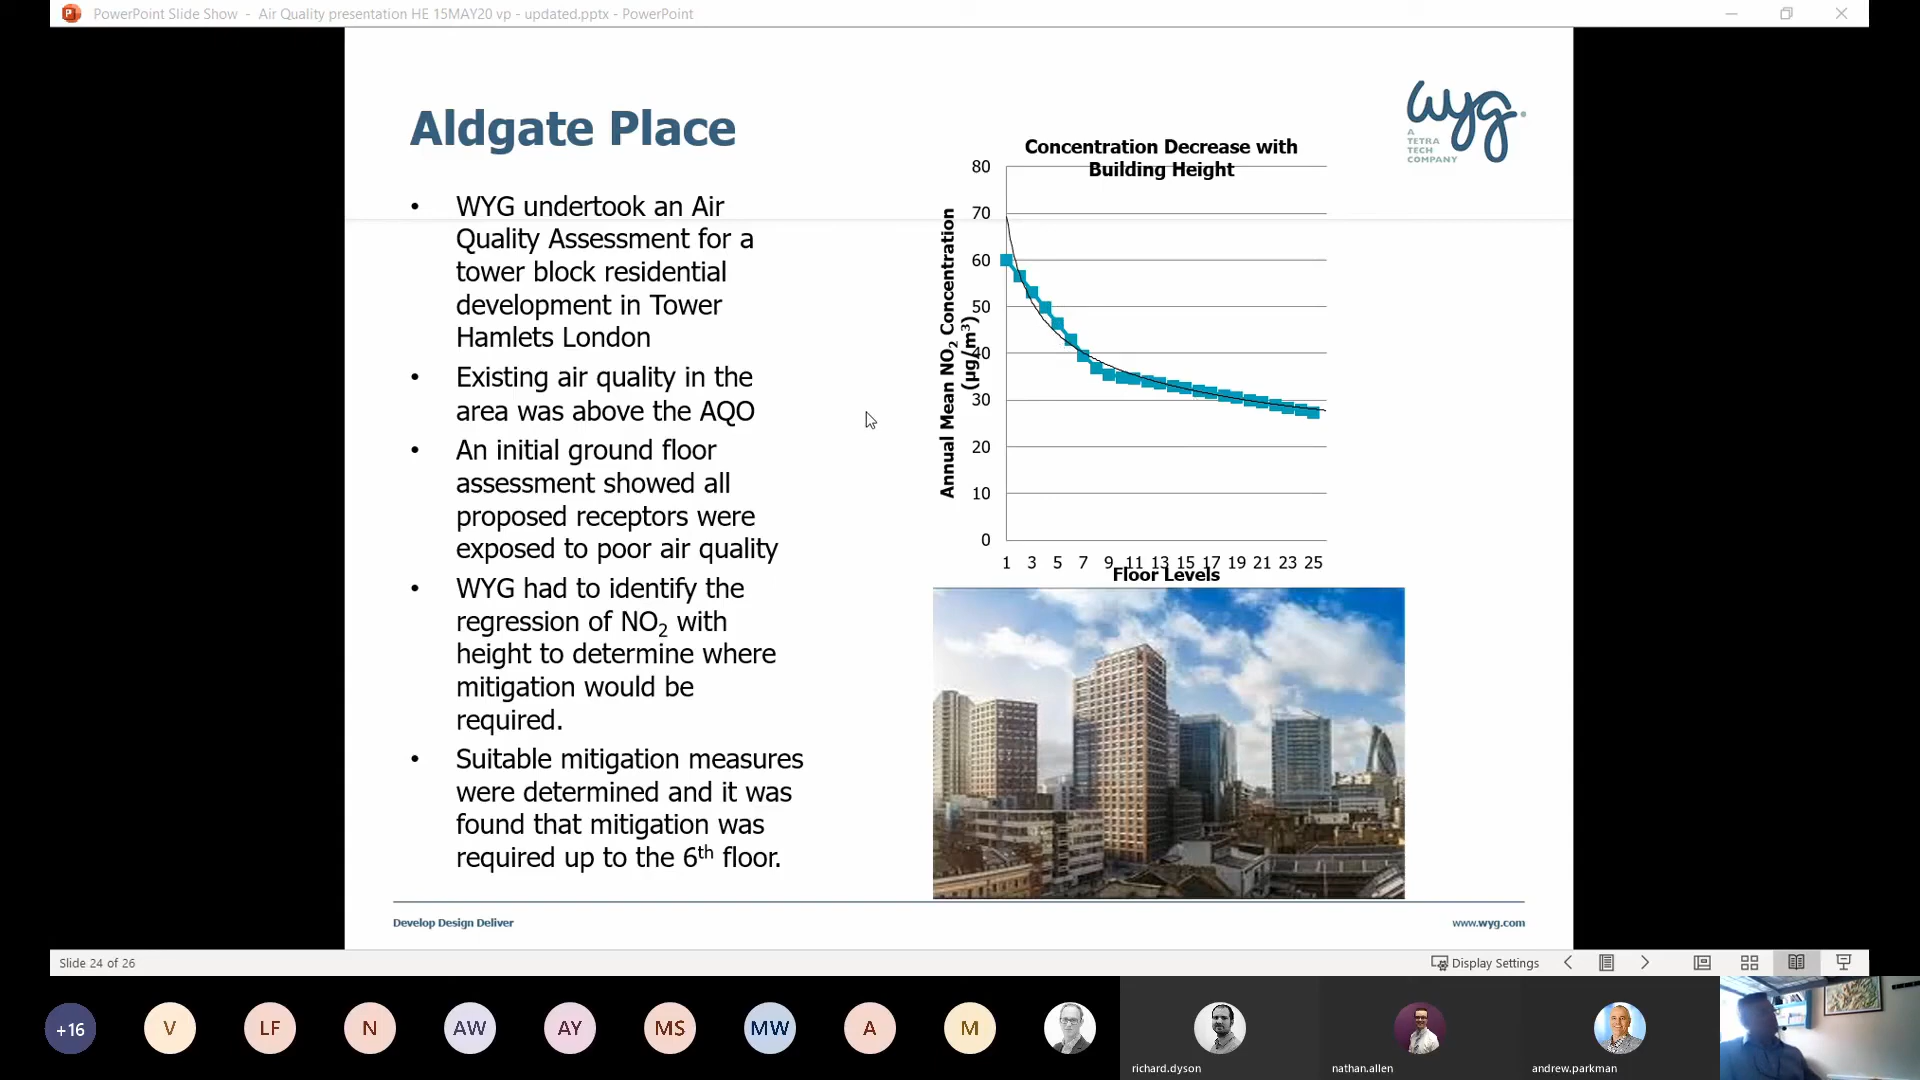 PowerPoint Slide Show - Air Quality presentation HE 15MAY20 vp - updated.pptx - PowerPoint
wyg.
A
TETRA
TECH
COMPANY
Aldgate Place
• WYG undertook an Air
Quality Assessment for a
tower block residential
development in Tower
Hamlets London
• Existing air quality in the
area was above the AQO
• An initial ground floor
assessment showed all
proposed receptors were
exposed to poor air quality
• WYG had to identify the
regression of NO₂ with
height to determine where
mitigation would be
required.
• Suitable mitigation measures
were determined and it was
found that mitigation was
required up to the 6th floor.
Concentration Decrease with
Building Height
Annual Mean NO₂ Concentration
(µg/m³)
80
70
60
50
40
30
20
10
0
1 3 5 7 9 11 13 15 17 19 21 23 25
Floor Levels
Develop Design Deliver
www.wyg.com
Slide 24 of 26
Display Settings
+16
V
LF
N
AW
AY
MS
MW
A
M
richard.dyson
nathan.allen
andrew.parkman